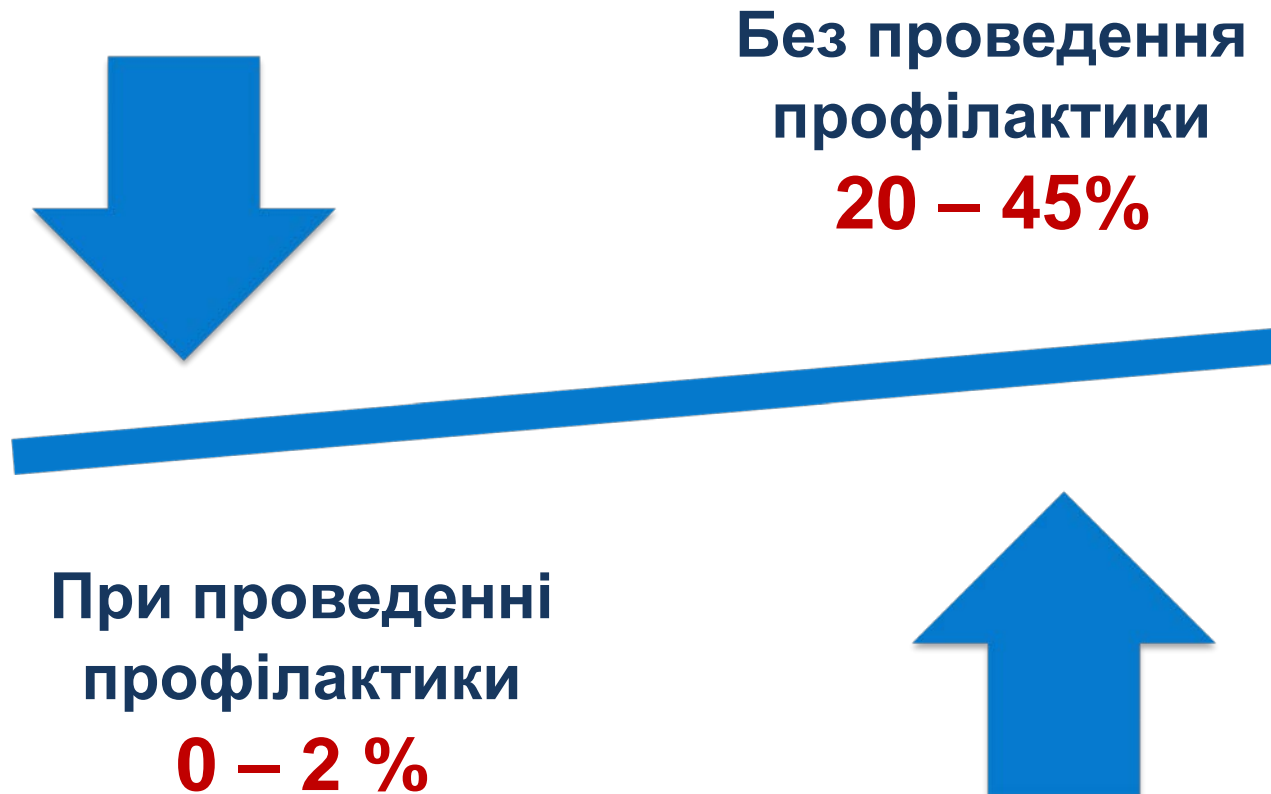 Без проведення
профілактики
20 – 45%
При проведенні
профілактики
0 – 2 %